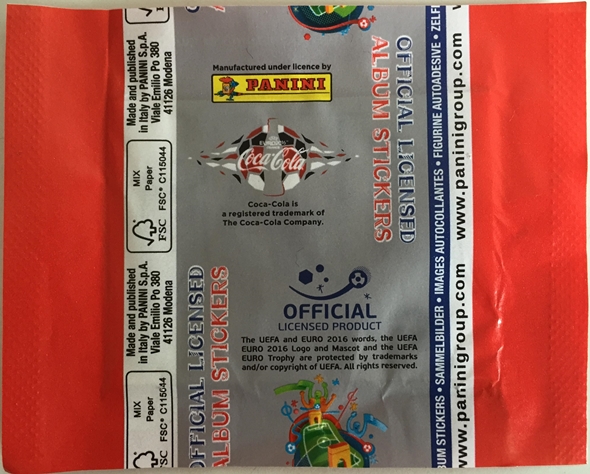 Made and published
in Italy by PANINI S.p.A.
Viale Emilio Po 380
41126 Modena
MIX
Paper
FSC® C115044
FSC
Made and published
in Italy by PANINI S.p.A.
Viale Emilio Po 380
41126 Modena
MIX
Paper
FSC® C115044
FSC
Manufactured under licence by
PANINI
Coca-Cola
Coca-Cola is
a registered trademark of
The Coca-Cola Company.
OFFICIAL LICENSED
ALBUM STICKERS
OFFICIAL LICENSED
ALBUM STICKERS
OFFICIAL
LICENSED PRODUCT
The UEFA and EURO 2016 words, the UEFA
EURO 2016 Logo and Mascot and the UEFA
EURO Trophy are protected by trademarks
and/or copyright of UEFA. All rights reserved.
STICKERS • SAMMELBILDER • IMAGES AUTOCOLLANTES • FIGURINE AUTOADESIVE •
www.paninigroup.com
www.paninigroup.com